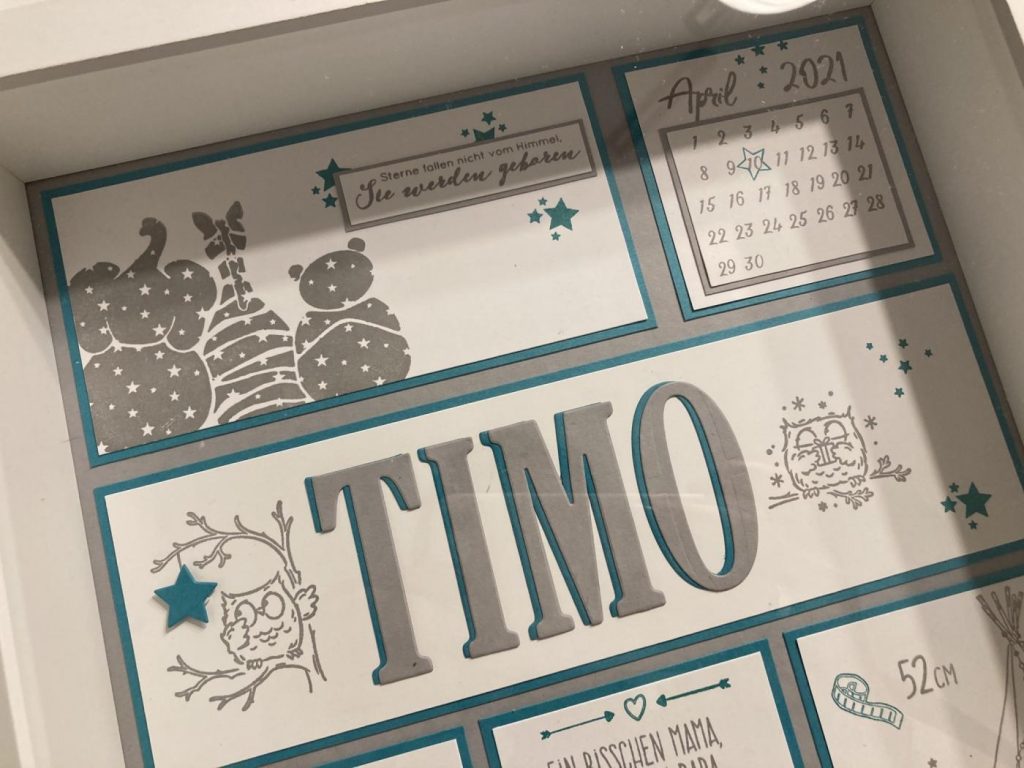 Sterne fallen nicht vom Himmel,
Sie werden geboren
April 2021
1 2 3 4 5 6 7
8 9 10 11 12 13 14
15 16 17 18 19 20 21
22 23 24 25 26 27 28
29 30
TIMO
EIN BISSCHEN MAMA,
PAPA
52CM